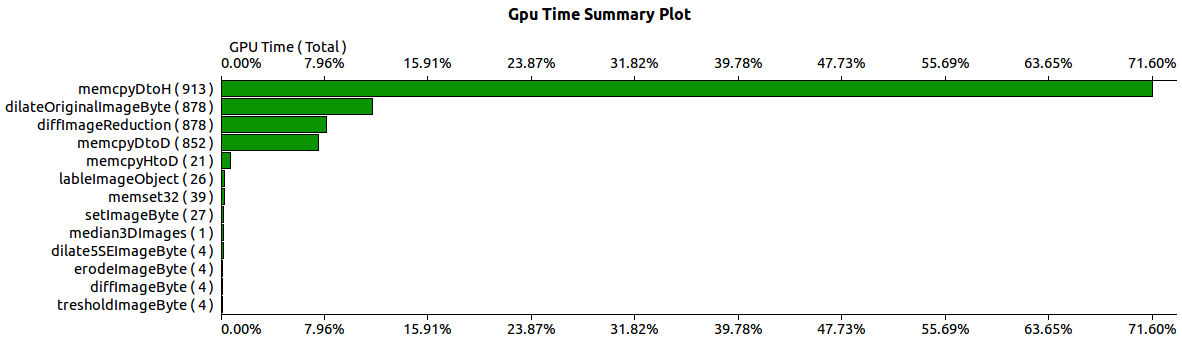 Gpu Time Summary Plot
GPU Time ( Total )
0.00% 7.96% 15.91% 23.87% 31.82% 39.78% 47.73% 55.69% 63.65% 71.60%
memcpyDtoH ( 913 )
dilateOriginalImageByte ( 878 )
diffImageReduction ( 878 )
memcpyDtoD ( 852 )
memcpyHtoD ( 21 )
lableImageObject ( 26 )
memset32 ( 39 )
setImageByte ( 27 )
median3DImages ( 1 )
dilate5SEImageByte ( 4 )
erodeImageByte ( 4 )
diffImageByte ( 4 )
tresholdImageByte ( 4 )
0.00% 7.96% 15.91% 23.87% 31.82% 39.78% 47.73% 55.69% 63.65% 71.60%